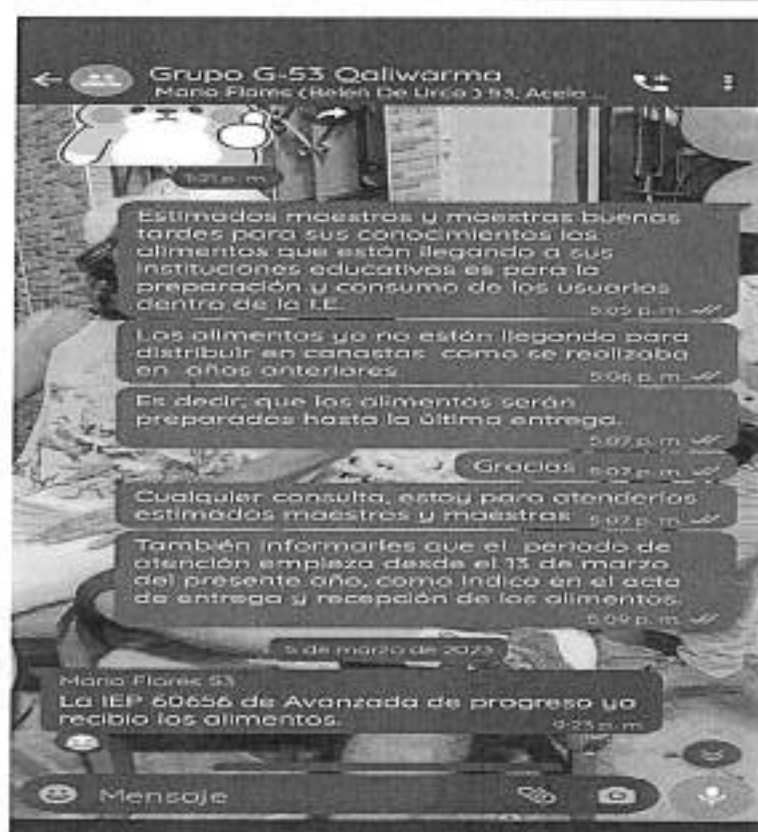 Grupo G-53 Qaliwarma
Mario Flores (Belen De Urco) 53, Acelo ...
1:21 p. m.
Estimados maestros y maestras buenas
tardes para sus conocimientos los
alimentos que están llegando a sus
instituciones educativas es para la
preparación y consumo de los usuarios
dentro de la I.E.
5:05 p. m.
Los alimentos ya no están llegando para
distribuir en canastas como se realizaba
en años anteriores
5:06 p. m.
Es decir, que los alimentos serán
preparados hasta la última entrega.
5:07 p. m.
Gracias 5:07 p. m.
Cualquier consulta, estoy para atenderlos
estimados maestros y maestras 5:07 p. m.
También informarles que el periodo de
atención empieza desde el 13 de marzo
del presente año, como indico en el acta
de entrega y recepción de los alimentos.
5:09 p. m.
5 de marzo de 2023
Mario Flores 53
La IEP 60656 de Avanzada de progreso ya
recibio los alimentos. 9:23 p. m.
Mensaje